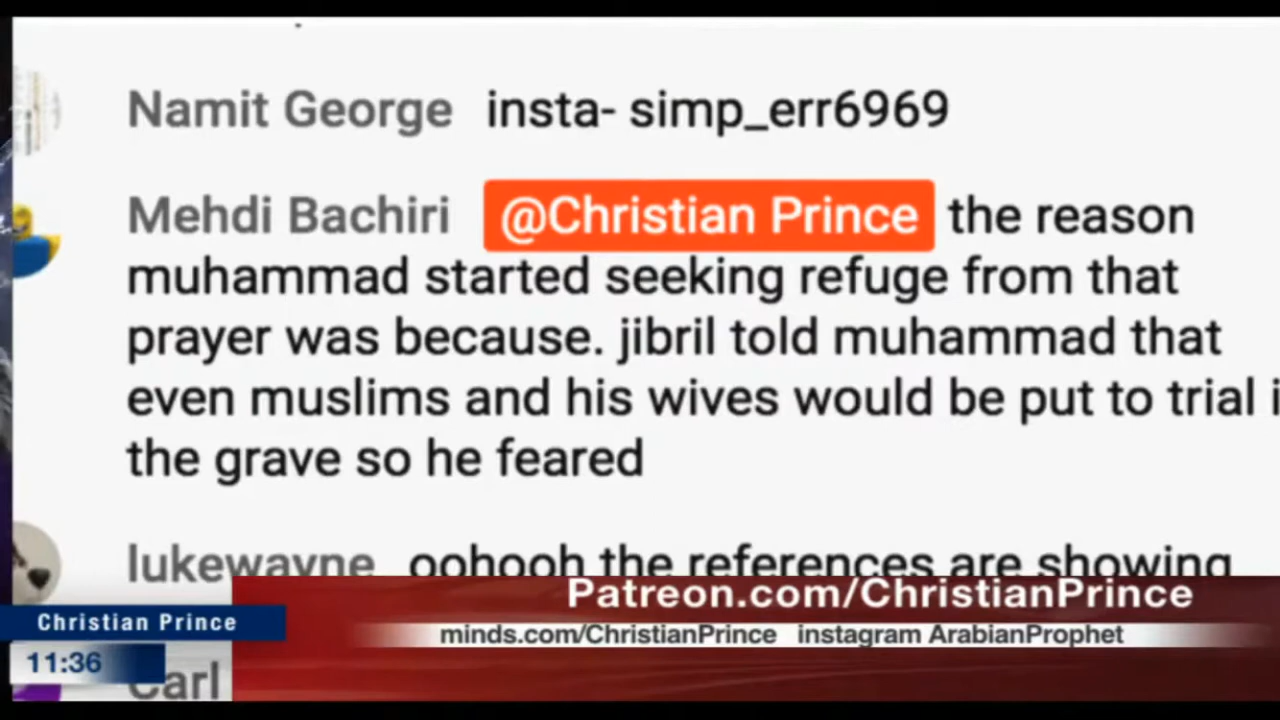 Namit George insta- simp_err6969
Mehdi Bachiri @Christian Prince the reason
muhammad started seeking refuge from that
prayer was because. jibril told muhammad that
even muslims and his wives would be put to trial i
the grave so he feared
lukewayne oohooh the references are showing
Patreon.com/ChristianPrince
Christian Prince
minds.com/ChristianPrince instagram ArabianProphet
11:36
Carl